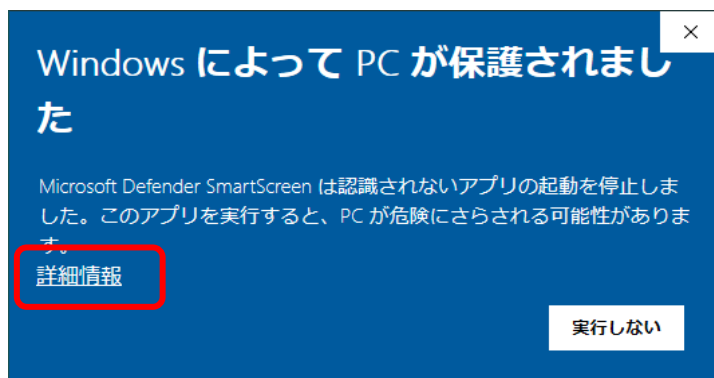 Windows によって PC が保護されまし
た
Microsoft Defender SmartScreen は認識されないアプリの起動を停止しま
した。このアプリを実行すると、PC が危険にさらされる可能性がありま
す。
詳細情報
実行しない